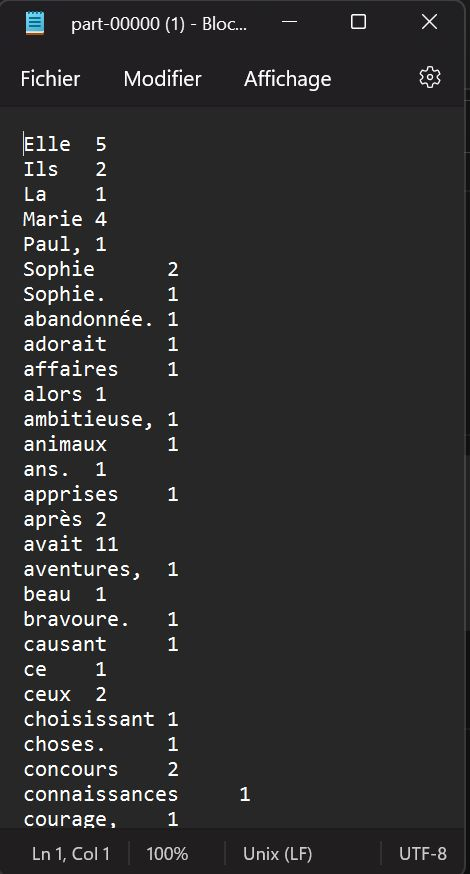 part-00000 (1) - Bloc...
Fichier Modifier Affichage
Elle 5
Ils 2
La 1
Marie 4
Paul, 1
Sophie 2
Sophie. 1
abandonnée. 1
adorait 1
affaires 1
alors 1
ambitieuse, 1
animaux 1
ans. 1
apprises 1
après 2
avait 11
aventures, 1
beau 1
bravoure. 1
causant 1
ce 1
ceux 2
choisissant 1
choses. 1
concours 2
connaissances 1
courage, 1
Ln 1, Col 1 100% Unix (LF) UTF-8